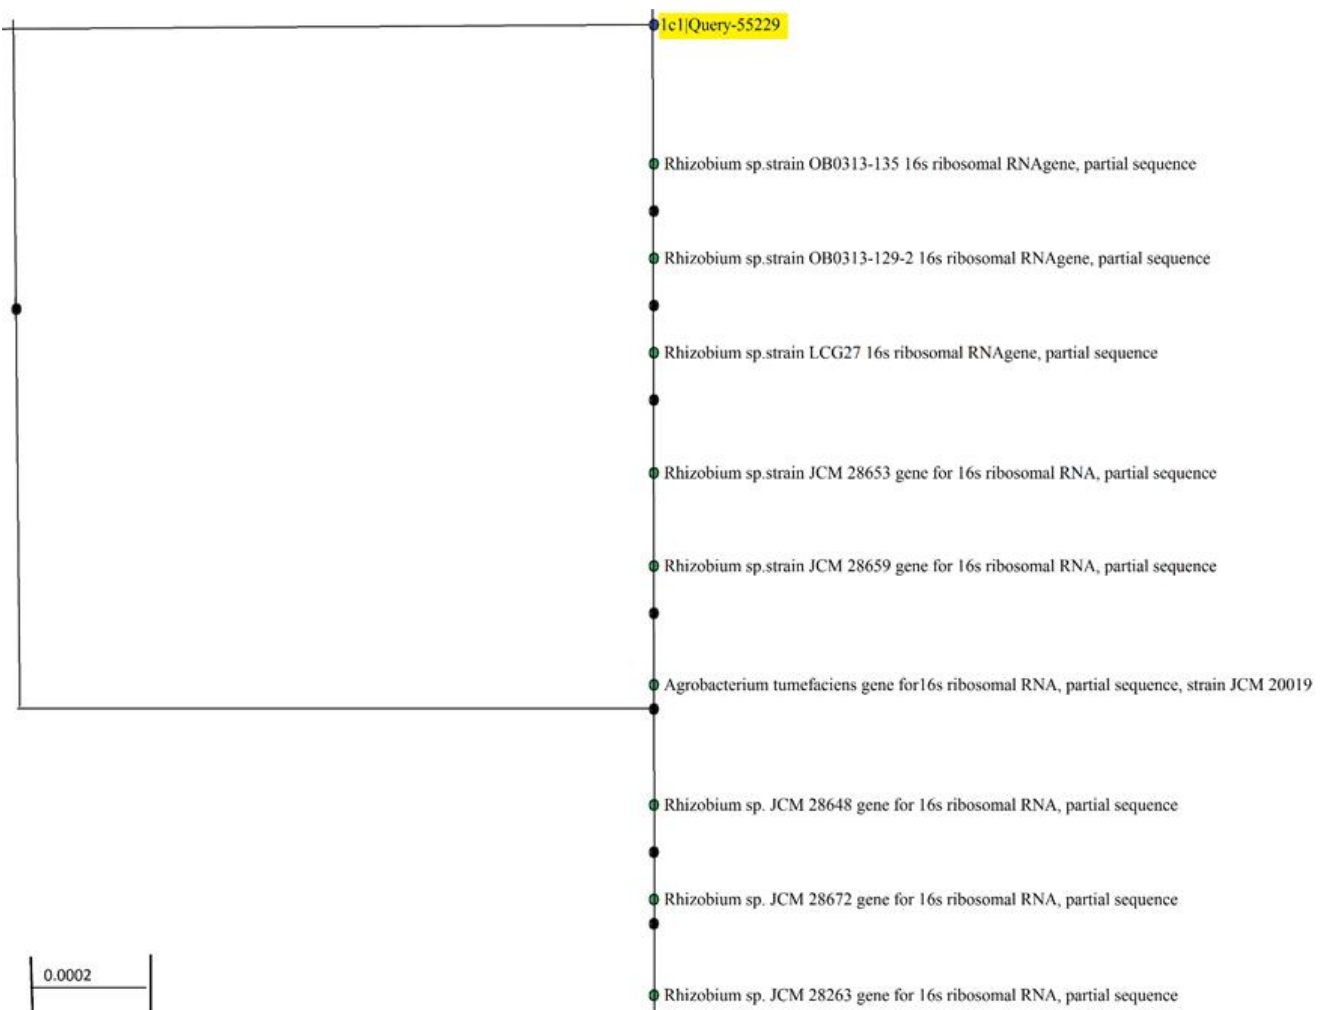 1c1|Query-55229
Rhizobium sp.strain OB0313-135 16s ribosomal RNAgene, partial sequence
Rhizobium sp.strain OB0313-129-2 16s ribosomal RNAgene, partial sequence
Rhizobium sp.strain LCG27 16s ribosomal RNAgene, partial sequence
Rhizobium sp.strain JCM 28653 gene for 16s ribosomal RNA, partial sequence
Rhizobium sp.strain JCM 28659 gene for 16s ribosomal RNA, partial sequence
Agrobacterium tumefaciens gene for16s ribosomal RNA, partial sequence, strain JCM 20019
Rhizobium sp. JCM 28648 gene for 16s ribosomal RNA, partial sequence
Rhizobium sp. JCM 28672 gene for 16s ribosomal RNA, partial sequence
0.0002
Rhizobium sp. JCM 28263 gene for 16s ribosomal RNA, partial sequence